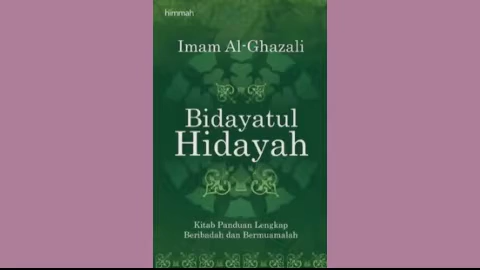 himmah
Imam Al-Ghazali
Bidayatul
Hidayah
Kitab Panduan Lengkap
Beribadah dan Bermuamalah